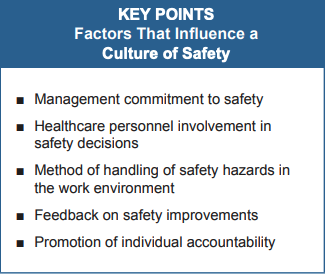 KEY POINTS
Factors That Influence a
Culture of Safety
■ Management commitment to safety
■ Healthcare personnel involvement in
safety decisions
■ Method of handling of safety hazards in
the work environment
■ Feedback on safety improvements
■ Promotion of individual accountability